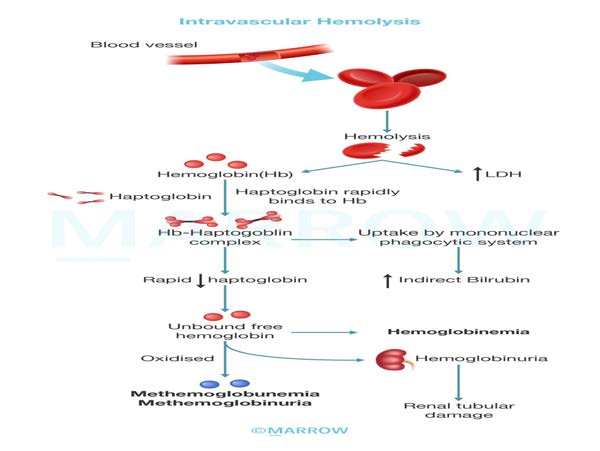 Intravascular Hemolysis
Blood vessel
Hemolysis
Hemoglobin(Hb)
LDH
Haptoglobin
Haptoglobin rapidly
binds to Hb
Hb-Haptogoblin
complex
Uptake by mononuclear
phagocytic system
Rapid haptoglobin
Indirect Bilrubin
Unbound free
hemoglobin
Hemoglobinemia
Oxidised
Hemoglobinuria
Methemoglobunemia
Methemoglobinuria
Renal tubular
damage
©MARROW
MARROW